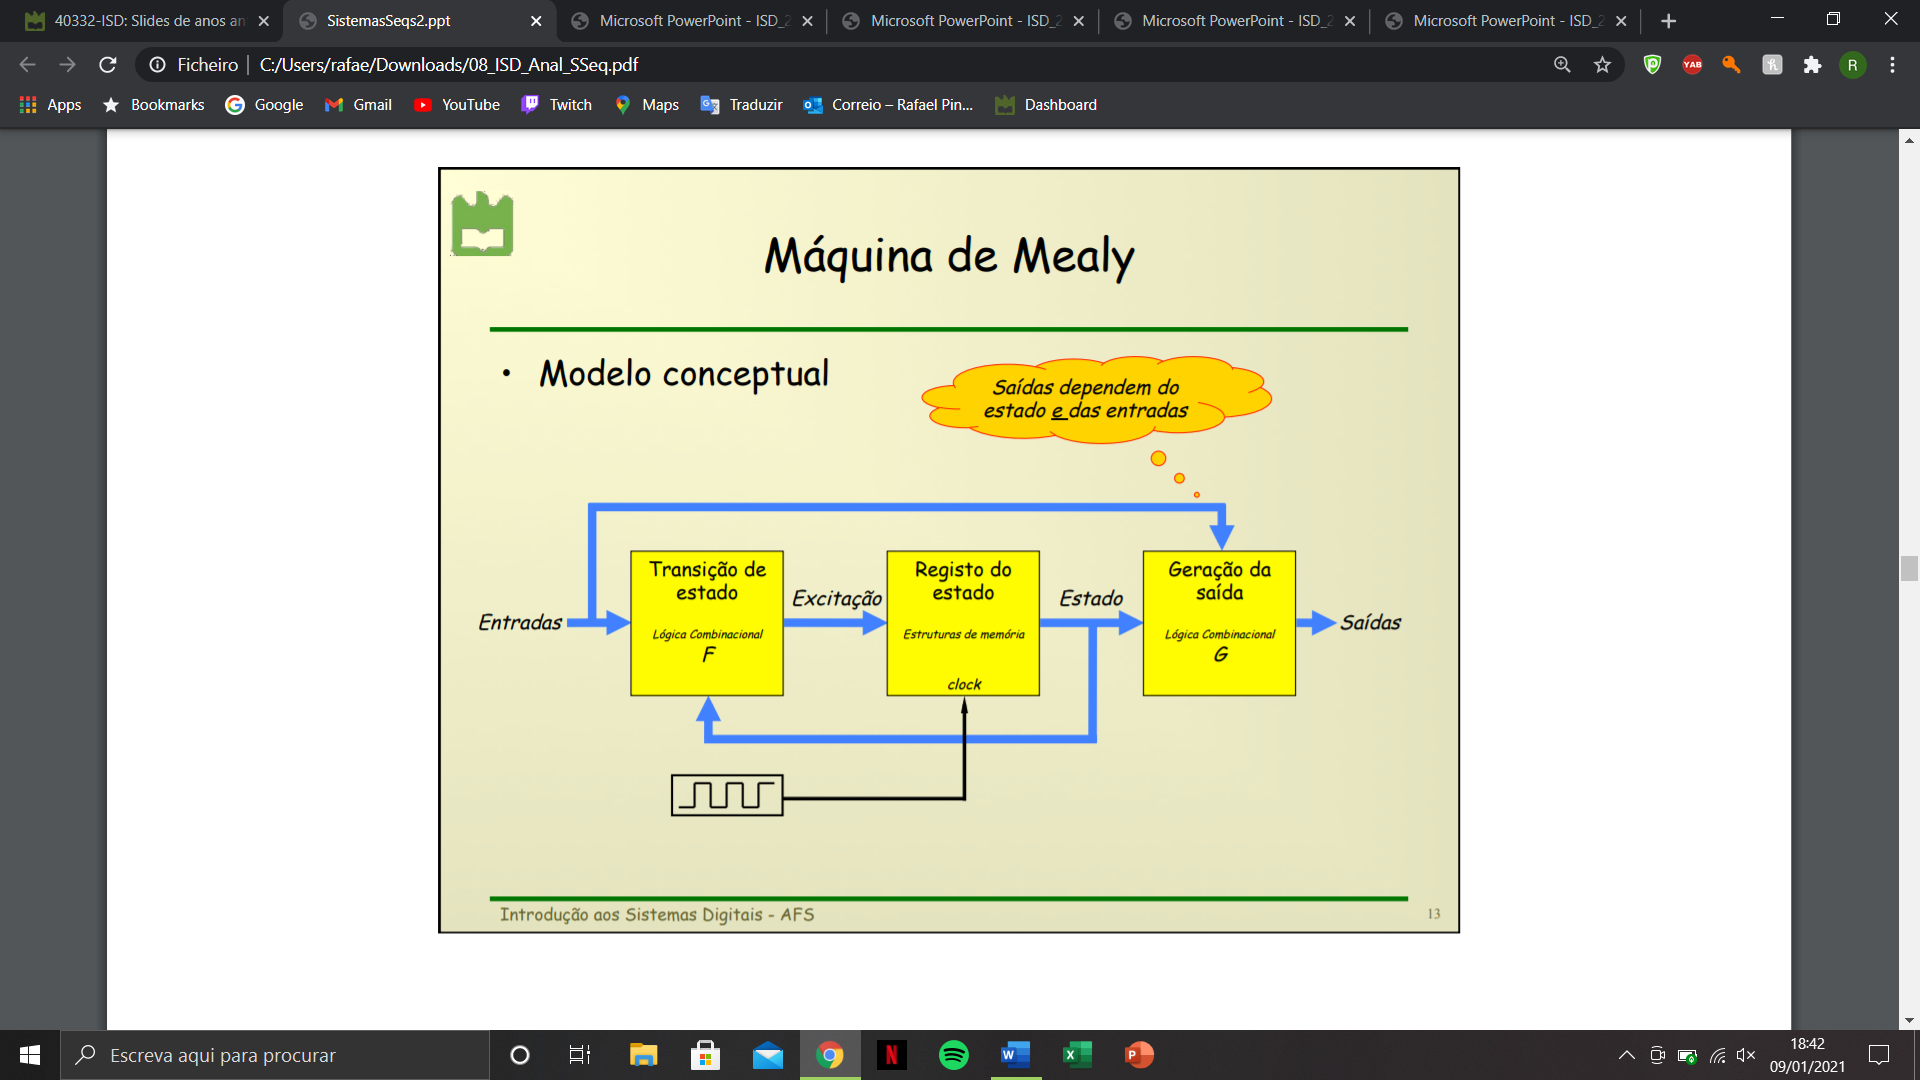 40332-ISD: Slides de anos an
SistemasSeqs2.ppt
Microsoft PowerPoint - ISD_2
Microsoft PowerPoint - ISD_2
Microsoft PowerPoint - ISD_2
Microsoft PowerPoint - ISD_2
Ficheiro
C:/Users/rafae/Downloads/08_ISD_Anal_SSeq.pdf
YAB
R
Apps
Bookmarks
Google
Gmail
YouTube
Twitch
Maps
Traduzir
Correio – Rafael Pin...
Dashboard
Máquina de Mealy
• Modelo conceptual
Saídas dependem do
estado e das entradas
Entradas
Transição de
estado
Lógica Combinacional
F
Excitação
Registo do
estado
Estruturas de memória
clock
Estado
Geração da
saída
Lógica Combinacional
G
Saídas
Introdução aos Sistemas Digitais - AFS
13
Escreva aqui para procurar
18:42
09/01/2021